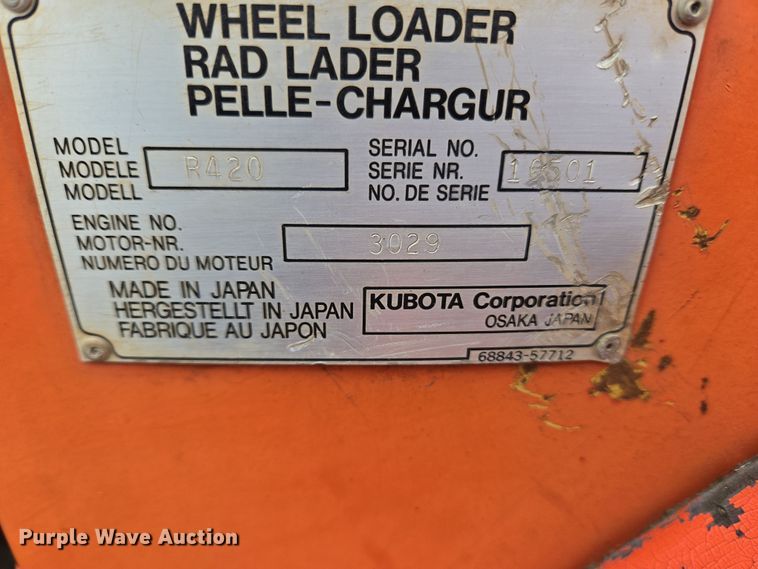 WHEEL LOADER
RAD LADER
PELLE-CHARGUR
MODEL
MODELE
MODELL
R420
SERIAL NO.
SERIE NR.
NO. DE SERIE
16501
ENGINE NO.
MOTOR-NR.
NUMERO DU MOTEUR
3029
MADE IN JAPAN
HERGESTELLT IN JAPAN
FABRIQUE AU JAPON
KUBOTA Corporation
OSAKA JAPAN
68843-57712
Purple Wave Auction